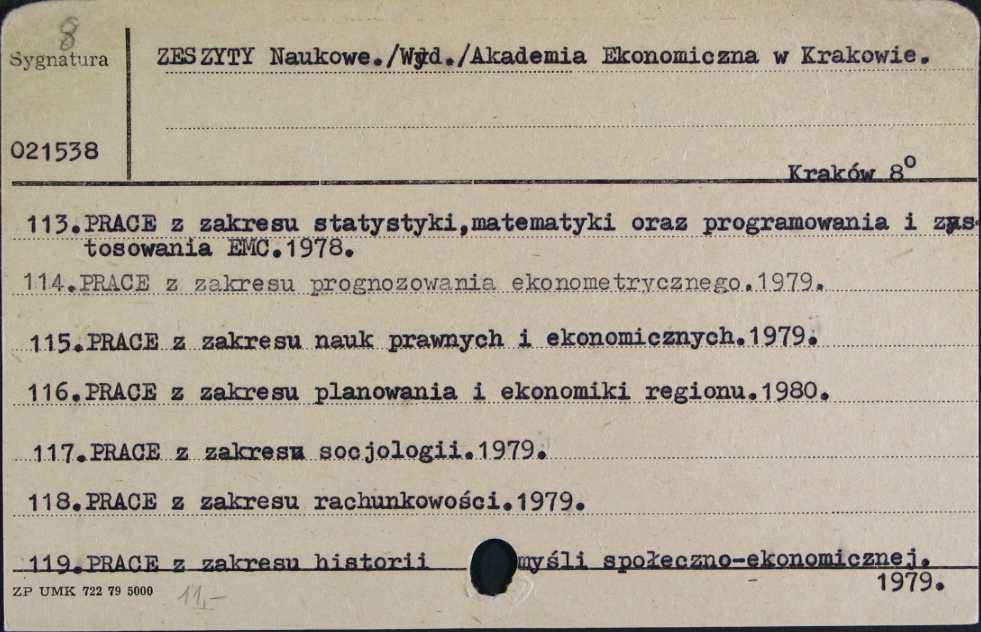 8
Sygnatura
ZESZYTY Naukowe./Wyd./Akademia Ekonomiczna w Krakowie.
021538
Kraków 8°
113.PRACE z zakresu statystyki,matematyki oraz programowania i zas-
tosowania EMC.1978.
114.PRACE z zakresu prognozowania ekonometrycznego.1979.
115.PRACE z zakresu nauk prawnych i ekonomicznych.1979.
116.PRACE z zakresu planowania i ekonomiki regionu.1980.
117.PRACE z zakresu socjologii.1979.
118.PRACE z zakresu rachunkowości.1979.
119.PRACE z zakresu historii myśli społeczno-ekonomicznej.
1979.
ZP UMK 722 79 5000 11,-